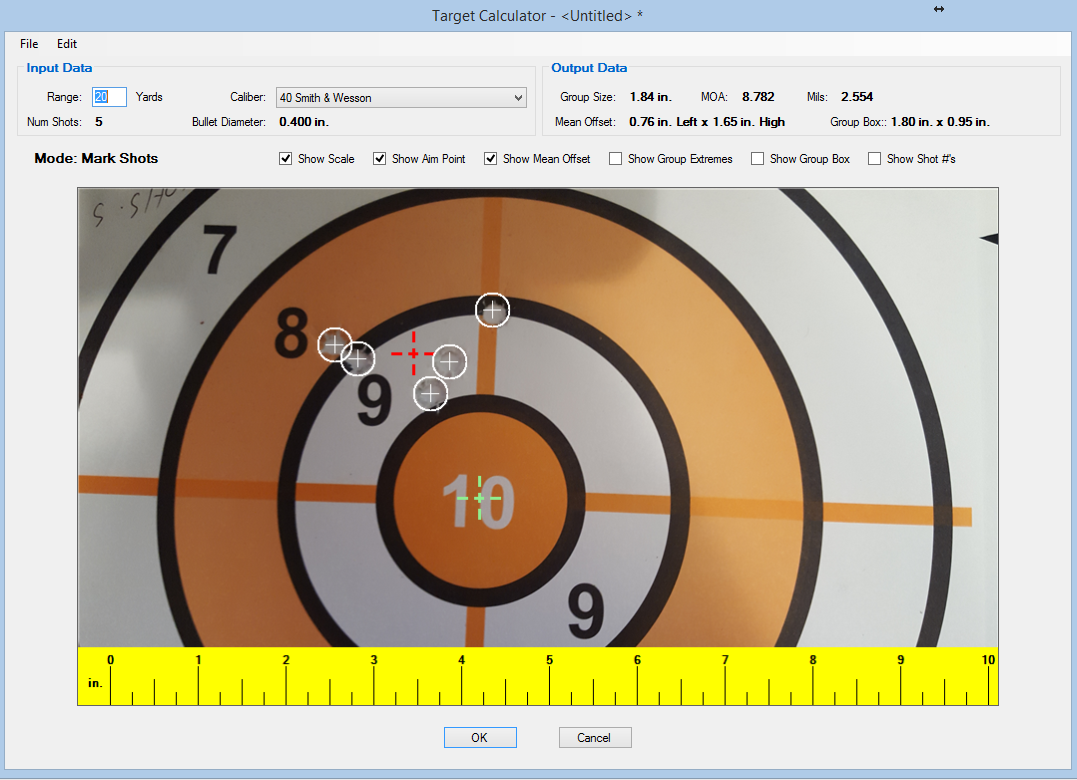 Target Calculator - <Untitled> *
File Edit
Input Data
Range: 20 Yards Caliber: 40 Smith & Wesson
Num Shots: 5 Bullet Diameter: 0.400 in.
Output Data
Group Size: 1.84 in. MOA: 8.782 Mils: 2.554
Mean Offset: 0.76 in. Left x 1.65 in. High Group Box:: 1.80 in. x 0.95 in.
Mode: Mark Shots Show Scale Show Aim Point Show Mean Offset Show Group Extremes Show Group Box Show Shot #'s
7
8
9
10
9
0 1 2 3 4 5 6 7 8 9 10
in.
OK Cancel